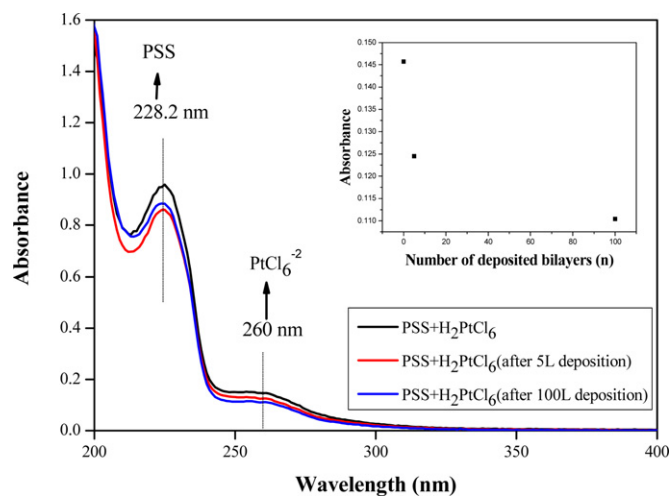 PSS
228.2 nm
PtCl6-2
260 nm
Absorbance
1.6
1.4
1.2
1.0
0.8
0.6
0.4
0.2
0.0
200
250
300
350
400
Wavelength (nm)
Absorbance
0.150
0.145
0.140
0.135
0.130
0.125
0.120
0.115
0.110
0
20
40
60
80
100
Number of deposited bilayers (n)
PSS+H2PtCl6
PSS+H2PtCl6(after 5L deposition)
PSS+H2PtCl6(after 100L deposition)